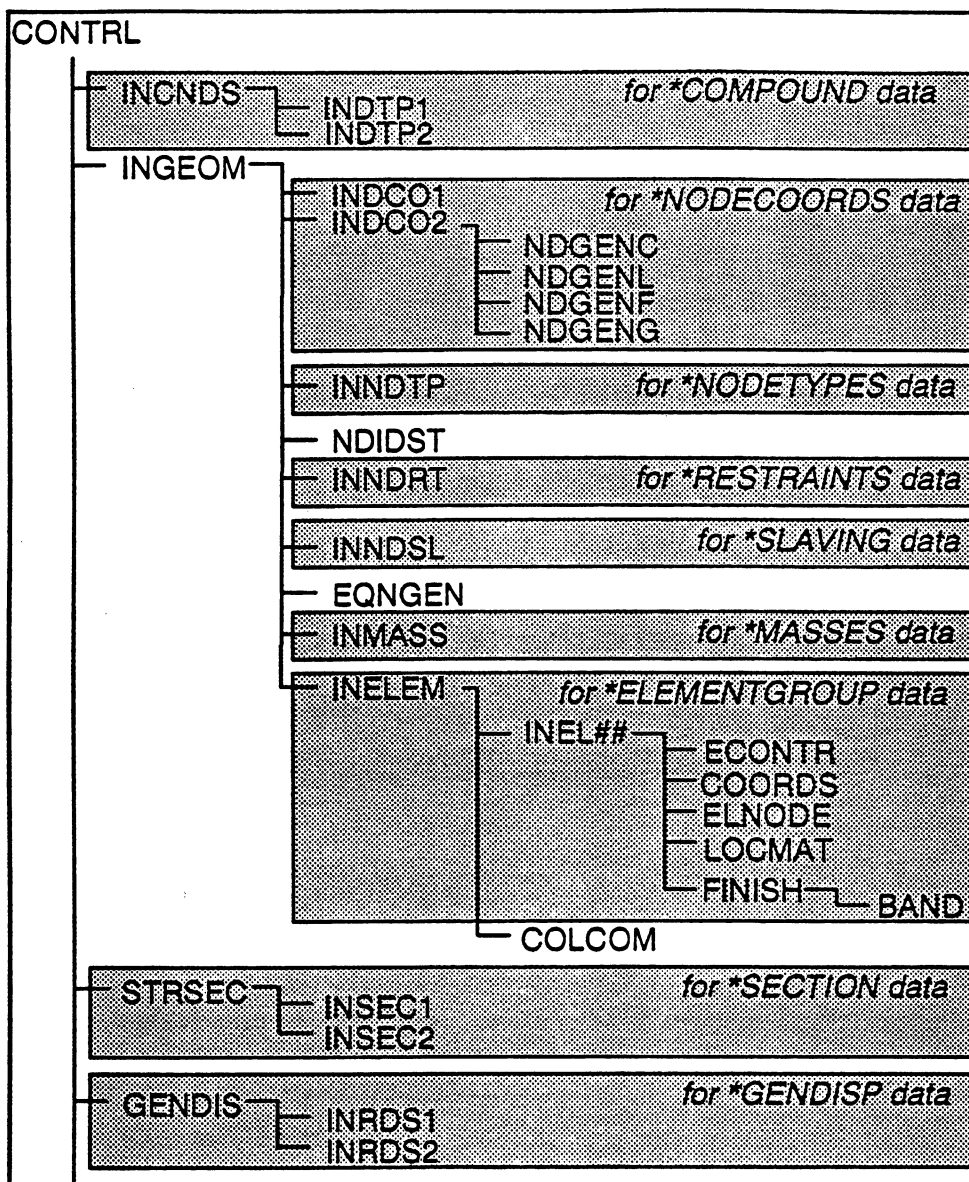 CONTRL
INCNDS for *COMPOUND data
INDTP1
INDTP2
INGEOM
INDCO1 for *NODECOORDS data
INDCO2
NDGENC
NDGENL
NDGENF
NDGENG
INNDTP for *NODETYPES data
NDIDST
INNDRT for *RESTRAINTS data
INNDSL for *SLAVING data
EQNGEN
INMASS for *MASSES data
INELEM for *ELEMENTGROUP data
INEL##
ECONTR
COORDS
ELNODE
LOCMAT
FINISH
BAND
COLCOM
STRSEC for *SECTION data
INSEC1
INSEC2
GENDIS for *GENDISP data
INRDS1
INRDS2